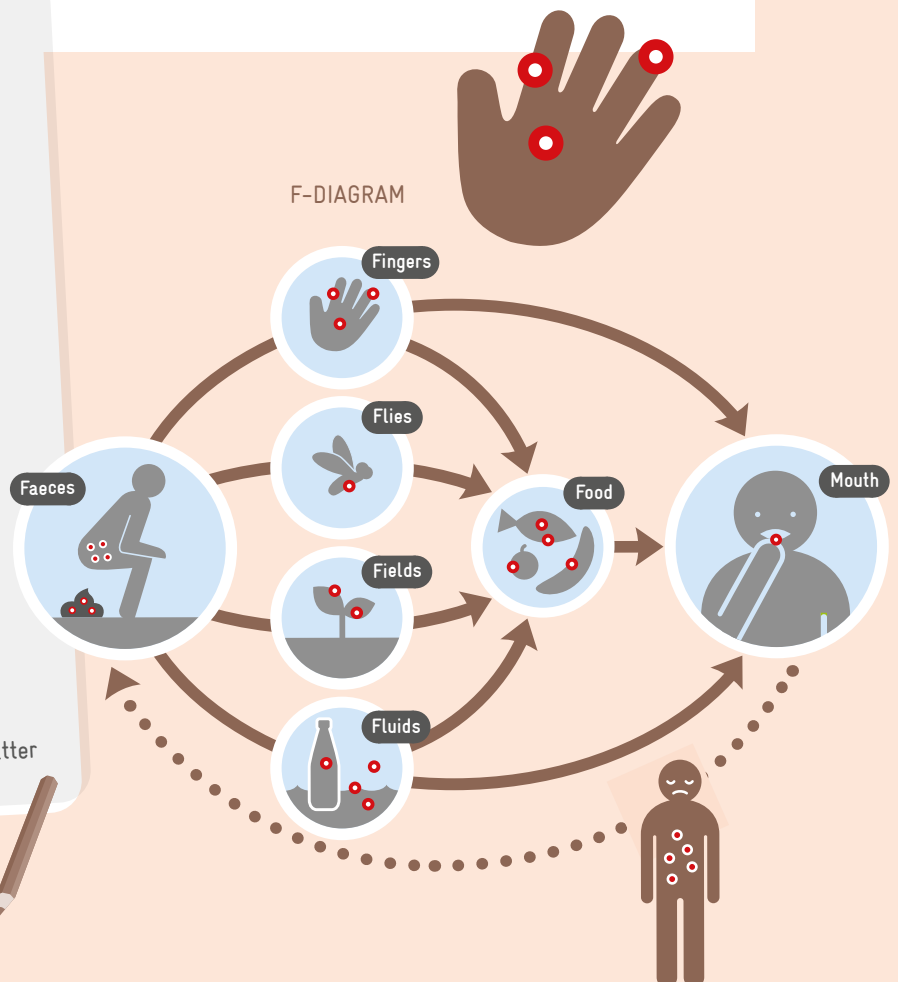 F-DIAGRAM
Fingers
Flies
Faeces
Food
Mouth
Fields
Fluids
tter